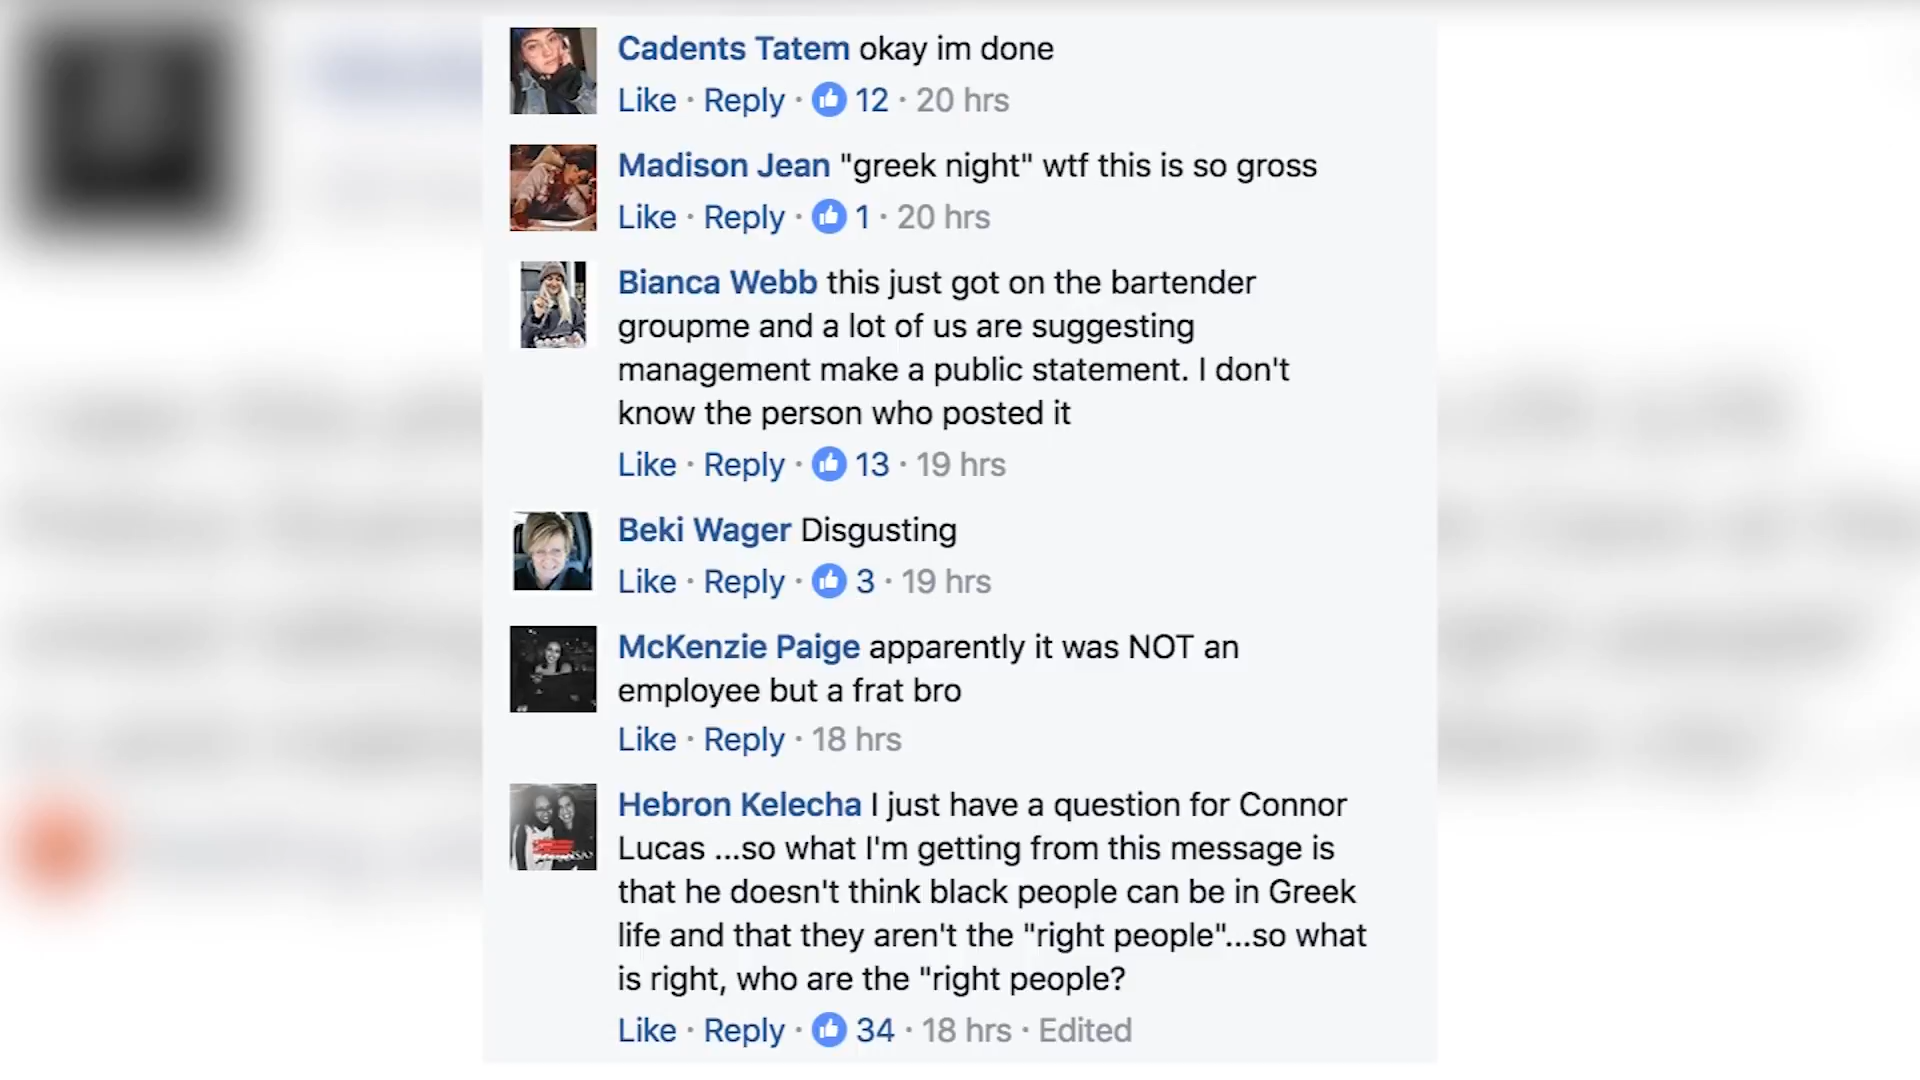 Cadents Tatem okay im done
Like · Reply · 12 · 20 hrs
Madison Jean "greek night" wtf this is so gross
Like · Reply · 1 · 20 hrs
Bianca Webb this just got on the bartender
groupme and a lot of us are suggesting
management make a public statement. I don't
know the person who posted it
Like · Reply · 13 · 19 hrs
Beki Wager Disgusting
Like · Reply · 3 · 19 hrs
McKenzie Paige apparently it was NOT an
employee but a frat bro
Like · Reply · 18 hrs
Hebron Kelecha I just have a question for Connor
Lucas ...so what I'm getting from this message is
that he doesn't think black people can be in Greek
life and that they aren't the "right people"...so what
is right, who are the "right people?
Like · Reply · 34 · 18 hrs · Edited